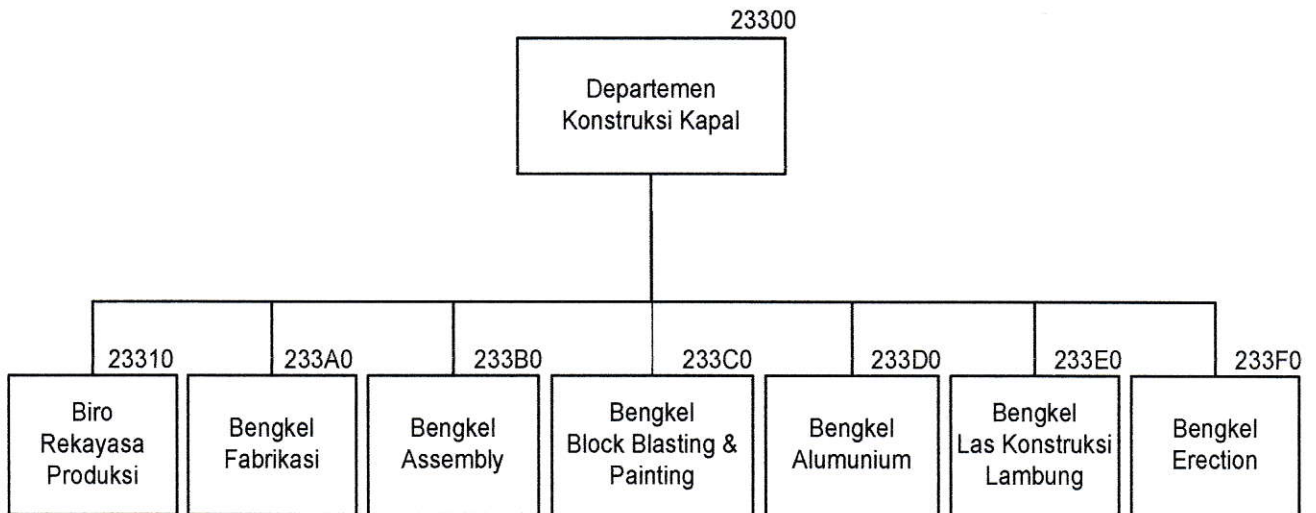 23300
Departemen
Konstruksi Kapal
23310
Biro
Rekayasa
Produksi
233A0
Bengkel
Fabrikasi
233B0
Bengkel
Assembly
233C0
Bengkel
Block Blasting &
Painting
233D0
Bengkel
Alumunium
233E0
Bengkel
Las Konstruksi
Lambung
233F0
Bengkel
Erection